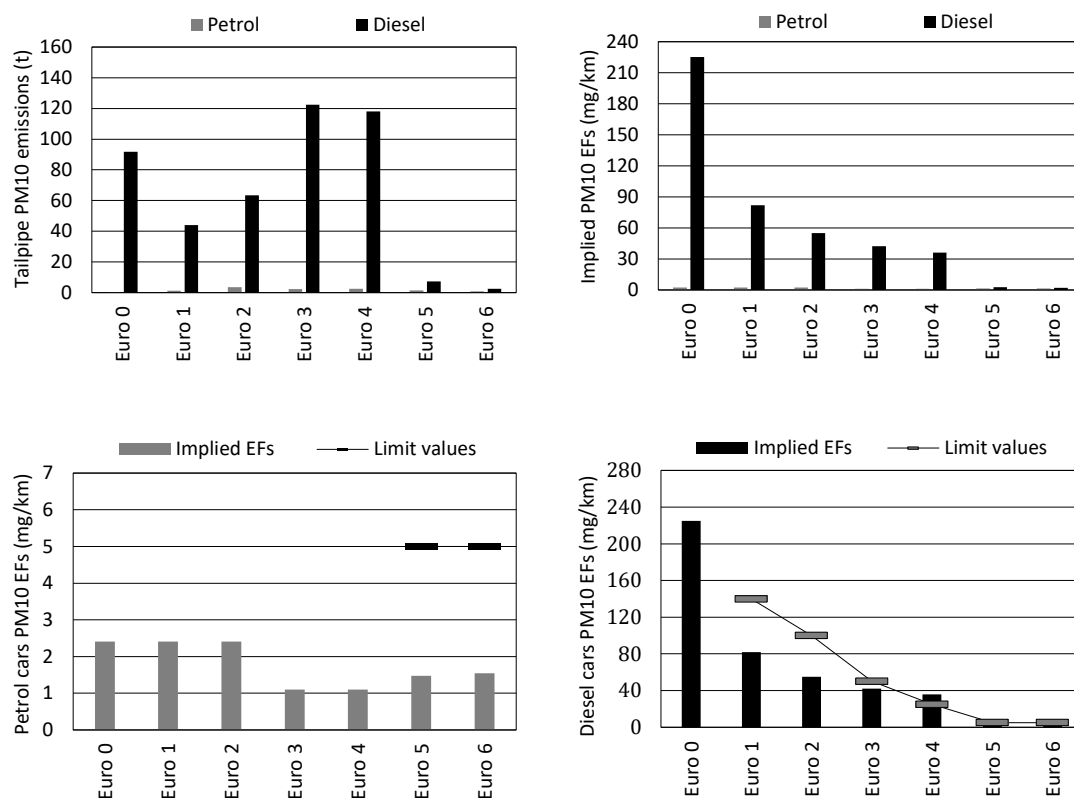 Petrol Diesel
Tailpipe PM10 emissions (t)
160
140
120
100
80
60
40
20
0
Euro 0 Euro 1 Euro 2 Euro 3 Euro 4 Euro 5 Euro 6
Petrol Diesel
Implied PM10 EFs (mg/km)
240
210
180
150
120
90
60
30
0
Euro 0 Euro 1 Euro 2 Euro 3 Euro 4 Euro 5 Euro 6
Implied EFs Limit values
Petrol cars PM10 EFs (mg/km)
7
6
5
4
3
2
1
0
Euro 0 Euro 1 Euro 2 Euro 3 Euro 4 Euro 5 Euro 6
Implied EFs Limit values
Diesel cars PM10 EFs (mg/km)
280
240
200
160
120
80
40
0
Euro 0 Euro 1 Euro 2 Euro 3 Euro 4 Euro 5 Euro 6